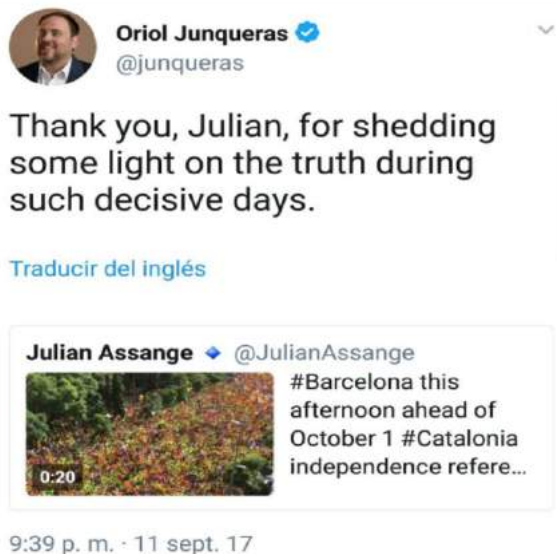 Oriol Junqueras
@junqueras
Thank you, Julian, for shedding
some light on the truth during
such decisive days.
Traducir del inglés
Julian Assange @JulianAssange
#Barcelona this
afternoon ahead of
October 1 #Catalonia
independence refere...
0:20
9:39 p. m. · 11 sept. 17